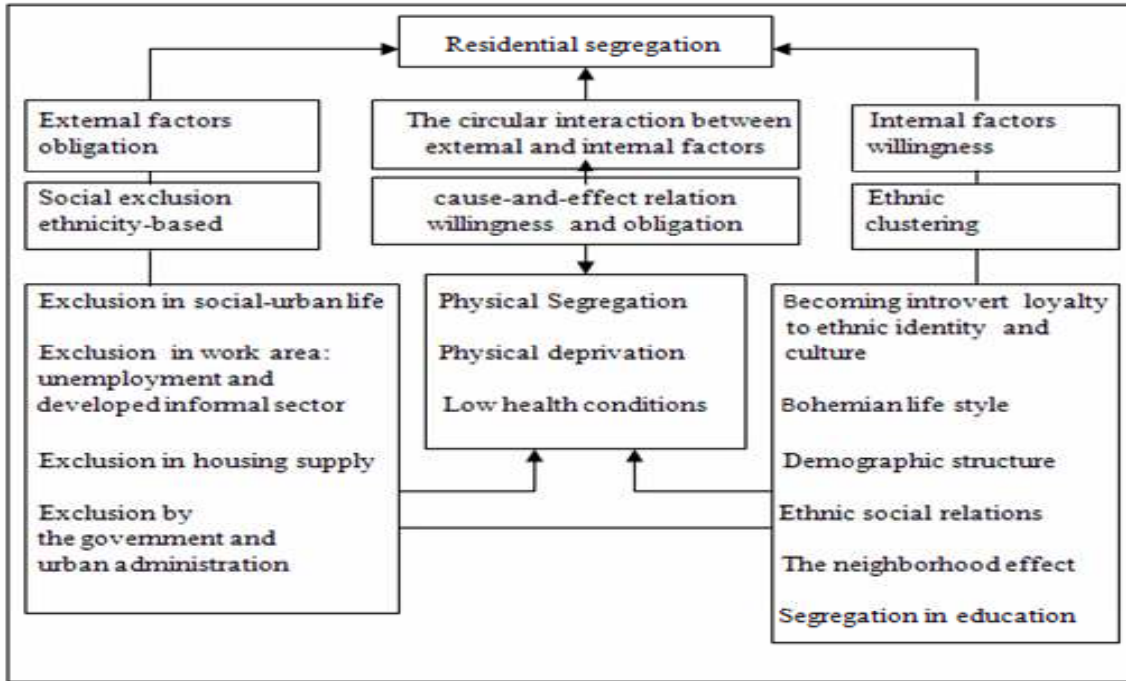 Residential segregation
External factors
obligation
The circular interaction between
external and internal factors
Internal factors
willingness
Social exclusion
ethnicity-based
cause-and-effect relation
willingness and obligation
Ethnic
clustering
Exclusion in social-urban life
Exclusion in work area:
unemployment and
developed informal sector
Exclusion in housing supply
Exclusion by
the government and
urban administration
Physical Segregation
Physical deprivation
Low health conditions
Becoming introvert loyalty
to ethnic identity and
culture
Bohemian life style
Demographic structure
Ethnic social relations
The neighborhood effect
Segregation in education